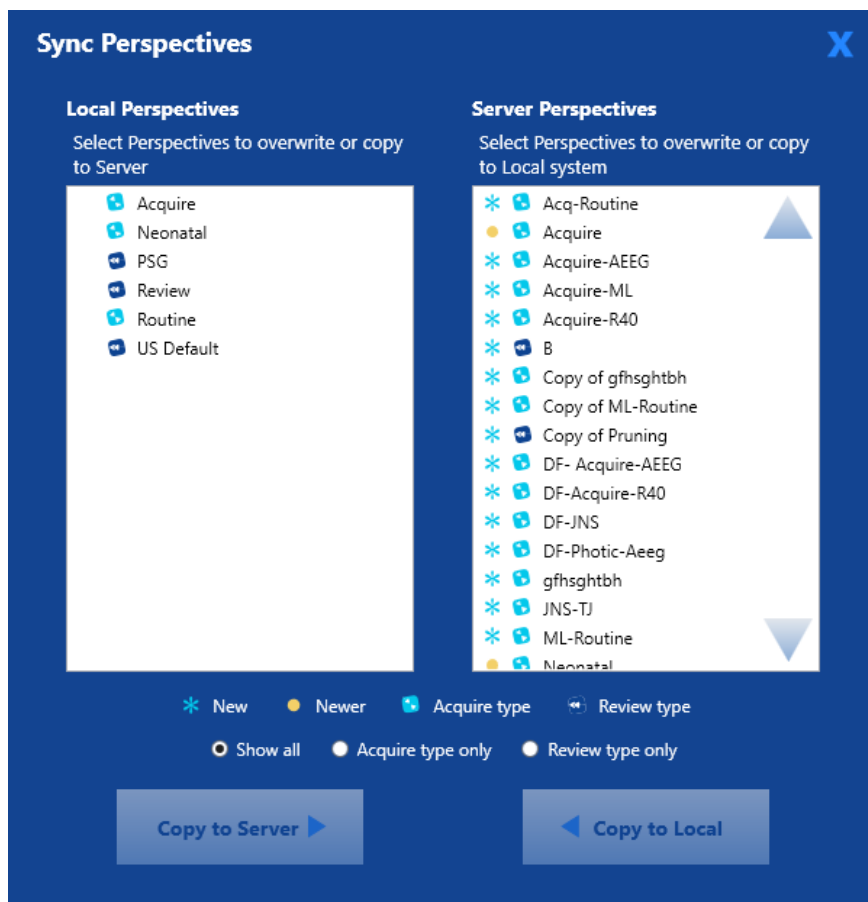 Sync Perspectives
X
Local Perspectives
Select Perspectives to overwrite or copy
to Server
Acquire
Neonatal
PSG
Review
Routine
US Default
Server Perspectives
Select Perspectives to overwrite or copy
to Local system
Acq-Routine
Acquire
Acquire-AEEG
Acquire-ML
Acquire-R40
B
Copy of gfhsghtbh
Copy of ML-Routine
Copy of Pruning
DF- Acquire-AEEG
DF-Acquire-R40
DF-JNS
DF-Photic-Aeeg
gfhsghtbh
JNS-TJ
ML-Routine
Neonatal
New Newer Acquire type Review type
Show all Acquire type only Review type only
Copy to Server
Copy to Local